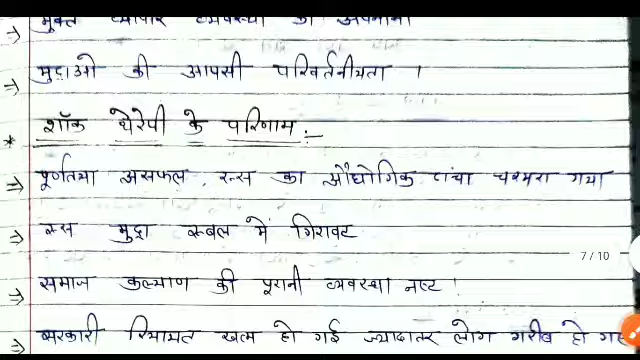 ⇒ मुक्त व्यापार व्यवस्था को अपनाना
⇒ मुद्राओ की आपसी परिवर्तनीयता ।
* शॉक थेरेपी के परिणाम :-
⇒ पूर्णतया असफल, रूस का औधोगिक ढांचा चरमरा गया
⇒ रूस मुद्रा रूबल में गिरावट
7/10
⇒ समाज कल्याण की पूरानी व्यवस्था नष्ट ।
⇒ सरकारी रियायत खत्म हो गई ज्यादातर लोग गरीब हो गए